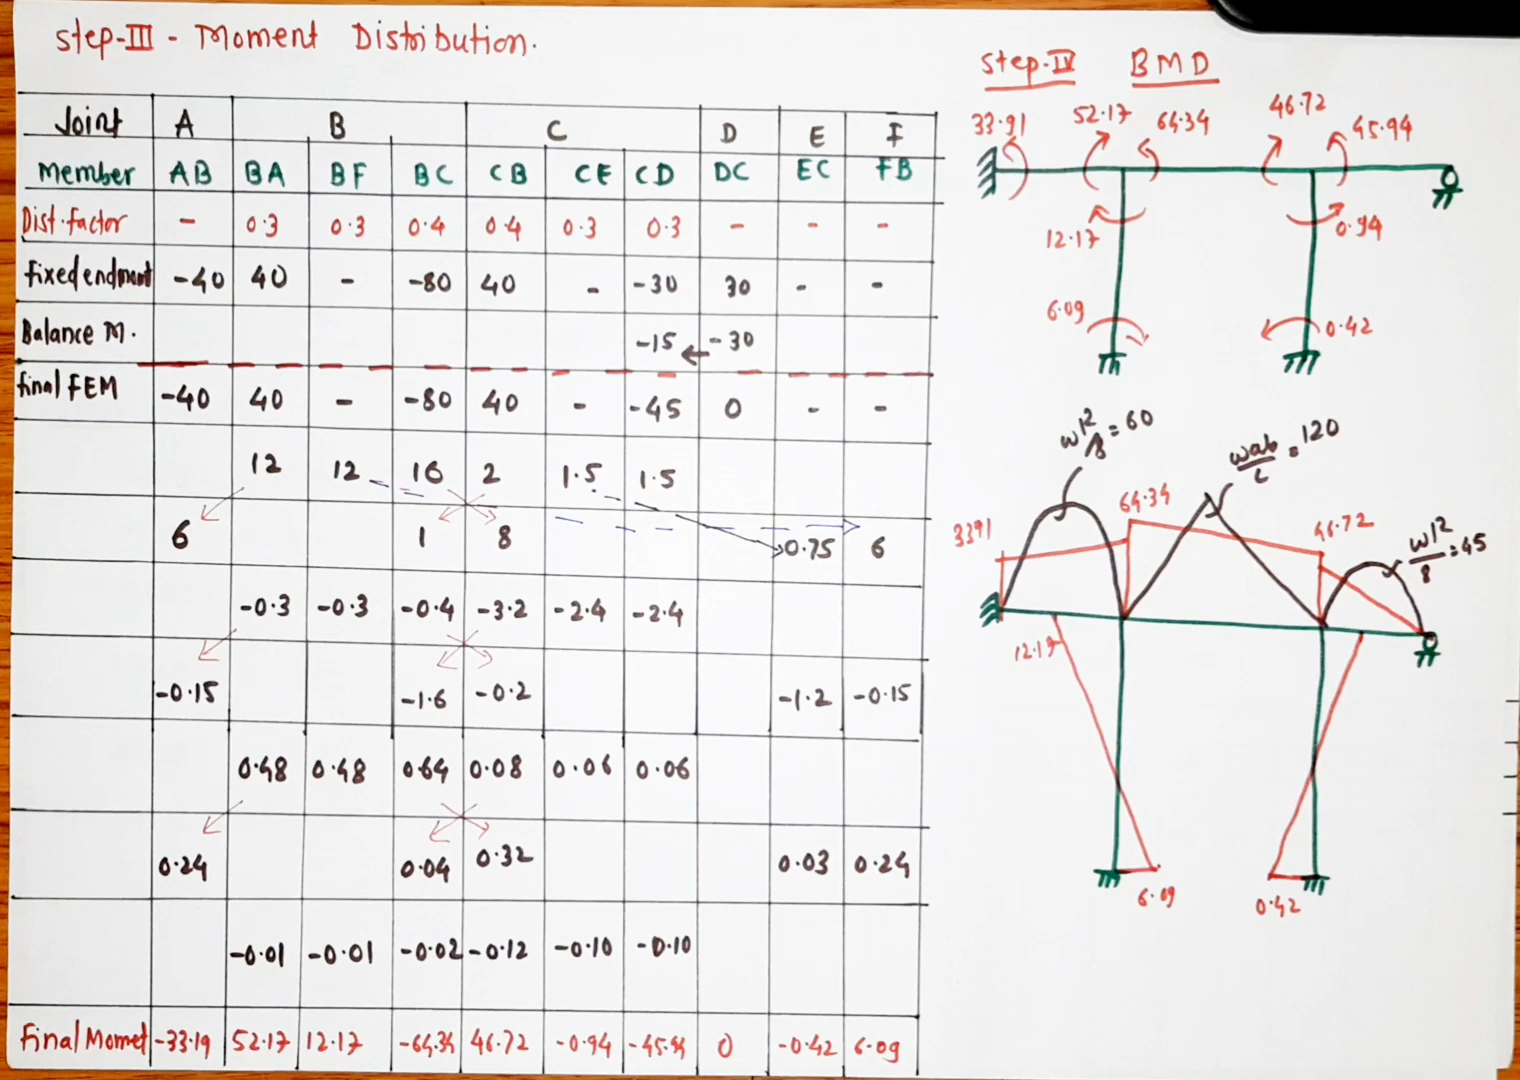 Step-III - Moment Distribution.
Joint A B C D E F
Member AB BA BF BC CB CE CD DC EC FB
Dist.factor - 0.3 0.3 0.4 0.4 0.3 0.3 - - -
fixed endment -40 40 - -80 40 - -30 30 - -
Balance M. -15 -30
final FEM -40 40 - -80 40 - -45 0 - -
12 12 16 2 1.5 1.5
6 1 8 0.75 6
-0.3 -0.3 -0.4 -3.2 -2.4 -2.4
-0.15 -1.6 -0.2 -1.2 -0.15
0.48 0.48 0.64 0.08 0.06 0.06
0.24 0.04 0.32 0.03 0.24
-0.01 -0.01 -0.02 -0.12 -0.10 -0.10
Final Momet -33.19 52.17 12.17 -64.34 46.72 -0.94 -45.94 0 -0.42 6.09
Step-IV BMD
33.91 52.17 64.34 46.72 45.94
12.17 0.94
6.09 0.42
wl²/8 = 60
wab/L = 120
3391 64.34 46.72
wl²/8 = 45
12.17
6.09 0.42